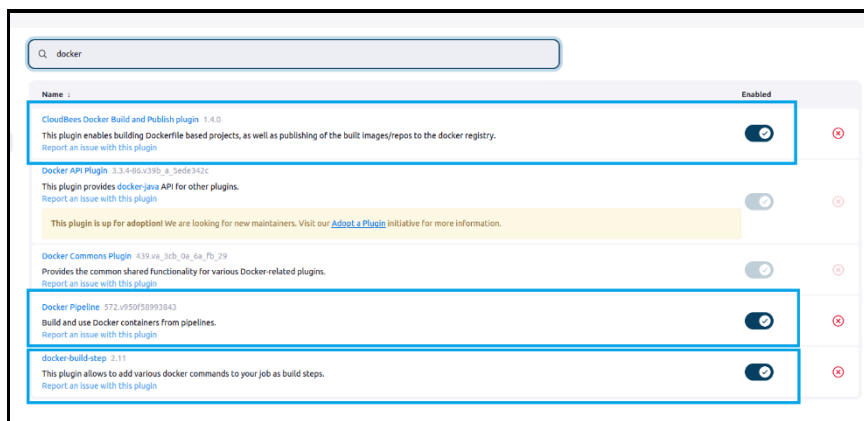 docker
Name ↓ Enabled
CloudBees Docker Build and Publish plugin 1.4.0
This plugin enables building Dockerfile based projects, as well as publishing of the built images/repos to the docker registry.
Report an issue with this plugin
Docker API Plugin 3.3.4-86.v39b_a_5ede342c
This plugin provides docker-java API for other plugins.
Report an issue with this plugin
This plugin is up for adoption! We are looking for new maintainers. Visit our Adopt a Plugin initiative for more information.
Docker Commons Plugin 439.va_3cb_0a_6a_fb_29
Provides the common shared functionality for various Docker-related plugins.
Report an issue with this plugin
Docker Pipeline 572.v950f58993843
Build and use Docker containers from pipelines.
Report an issue with this plugin
docker-build-step 2.11
This plugin allows to add various docker commands to your job as build steps.
Report an issue with this plugin